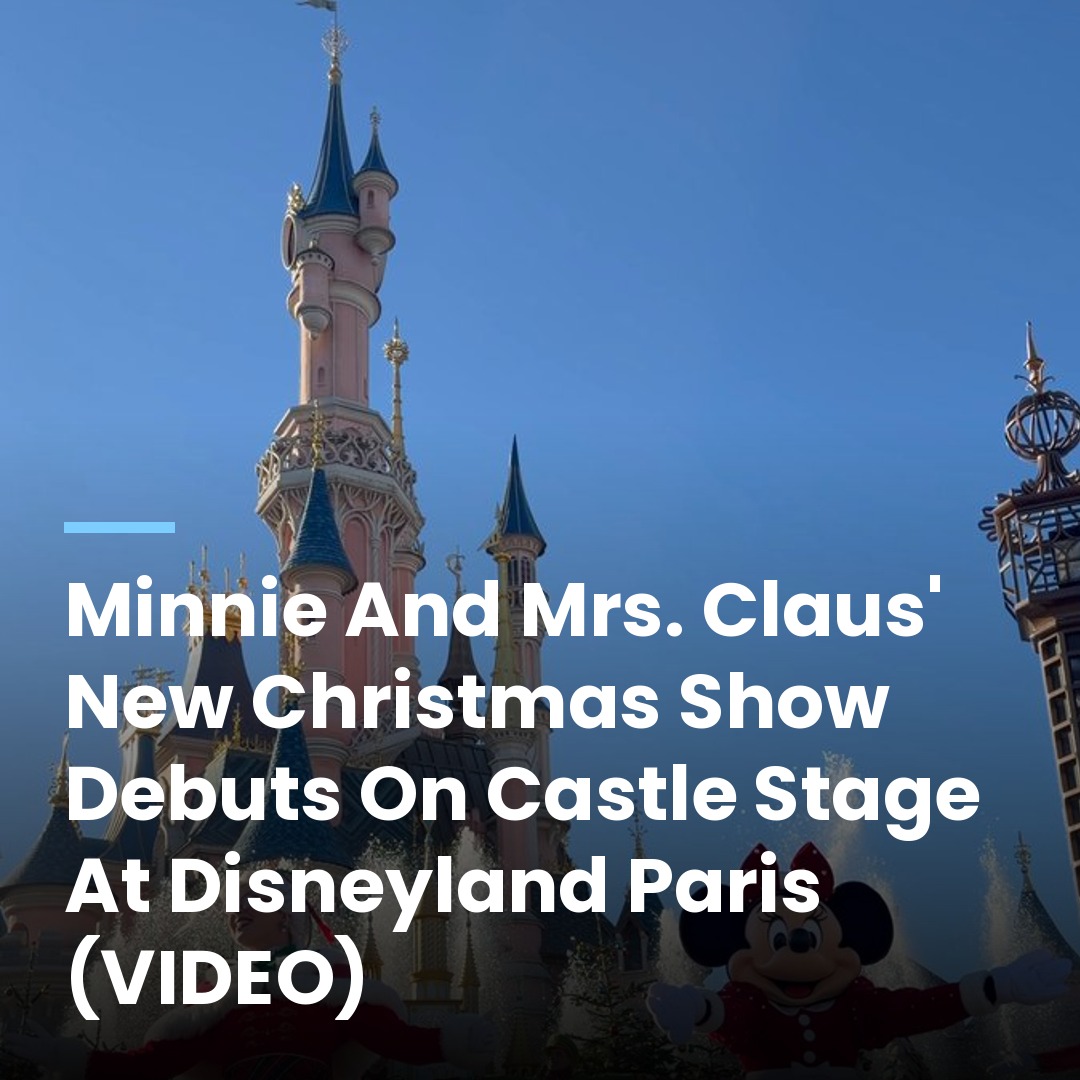 Minnie And Mrs. Claus'
New Christmas Show
Debuts On Castle Stage
At Disneyland Paris
(VIDEO)